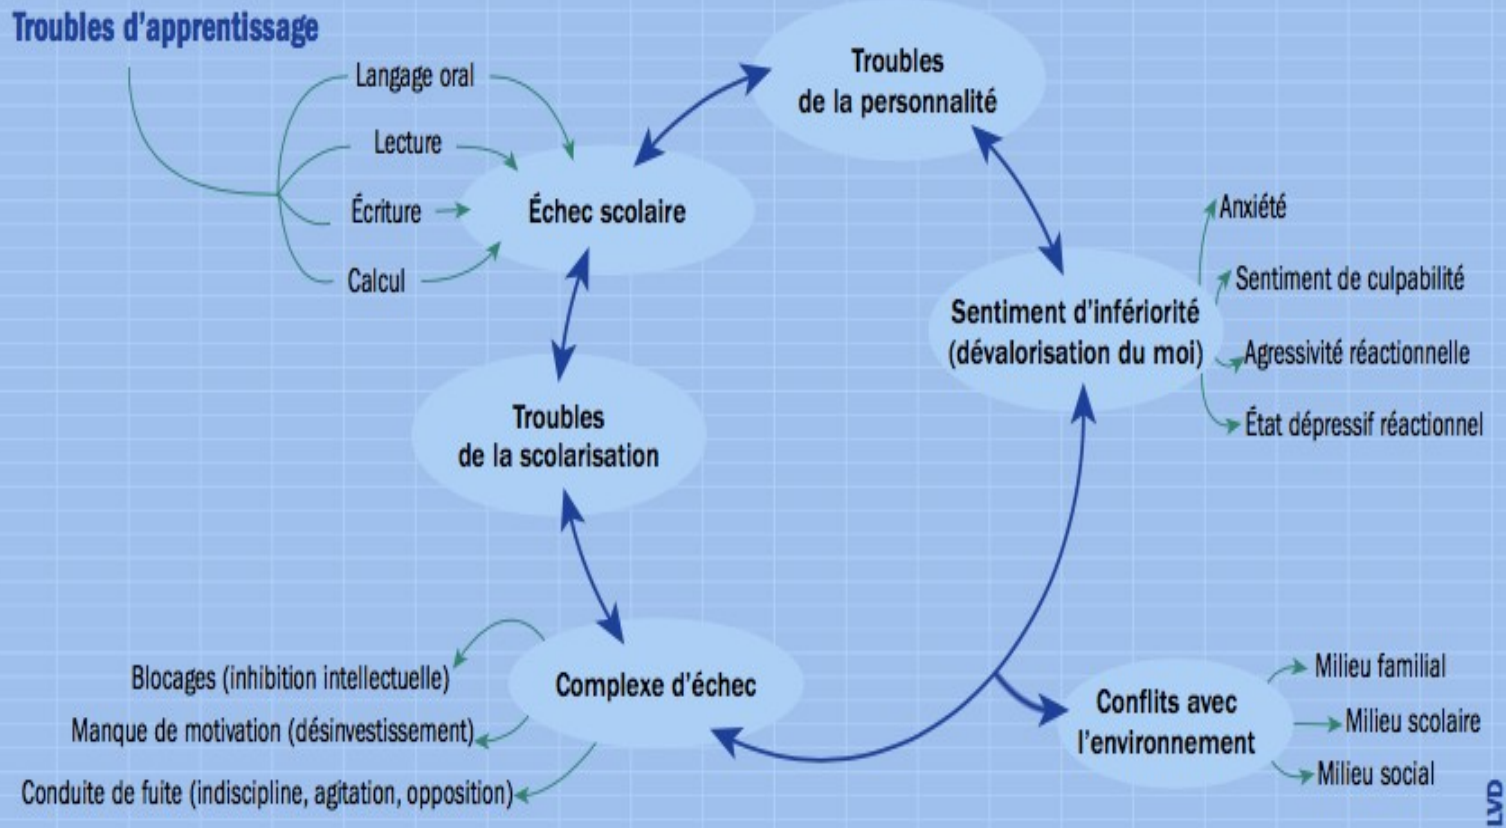 Troubles d'apprentissage
Langage oral
Lecture
Écriture
Calcul
Échec scolaire
Troubles
de la personnalité
Sentiment d'infériorité
(dévalorisation du moi)
Anxiété
Sentiment de culpabilité
Agressivité réactionnelle
État dépressif réactionnel
Troubles
de la scolarisation
Complexe d'échec
Blocages (inhibition intellectuelle)
Manque de motivation (désinvestissement)
Conduite de fuite (indiscipline, agitation, opposition)
Conflits avec
l'environnement
Milieu familial
Milieu scolaire
Milieu social
LVD